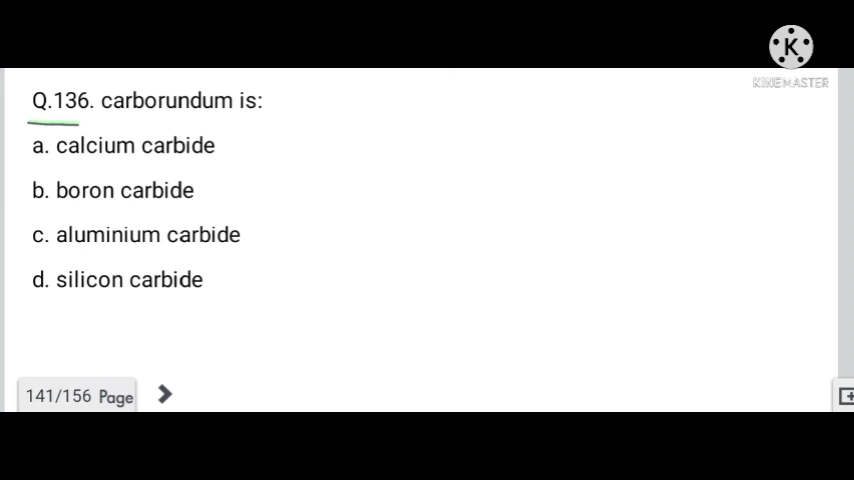 K
KINEMASTER
Q.136. carborundum is:
a. calcium carbide
b. boron carbide
c. aluminium carbide
d. silicon carbide
141/156 Page